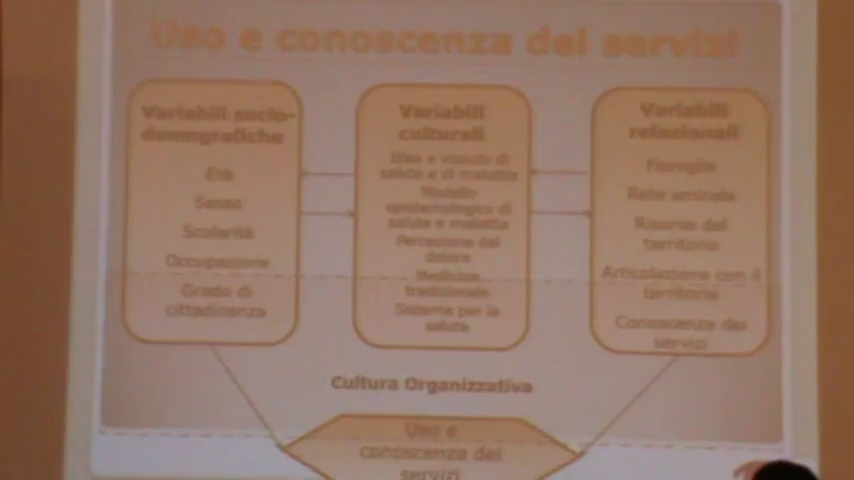 Uso e conoscenza dei servizi
Variabili socio-
demografiche
Età
Sesso
Scolarità
Occupazione
Grado di
cittadinanza
Variabili
culturali
Idea e vissuto di
salute e di malattia
Modello
epistemologico di
salute e malattia
Percezione del
dolore
Medicina
tradizionale
Sistema per la
salute
Variabili
relazionali
Famiglia
Rete amicale
Risorse del
territorio
Articolazione con il
territorio
Conoscenza dei
servizi
Cultura Organizzativa
Uso e
conoscenza dei
servizi